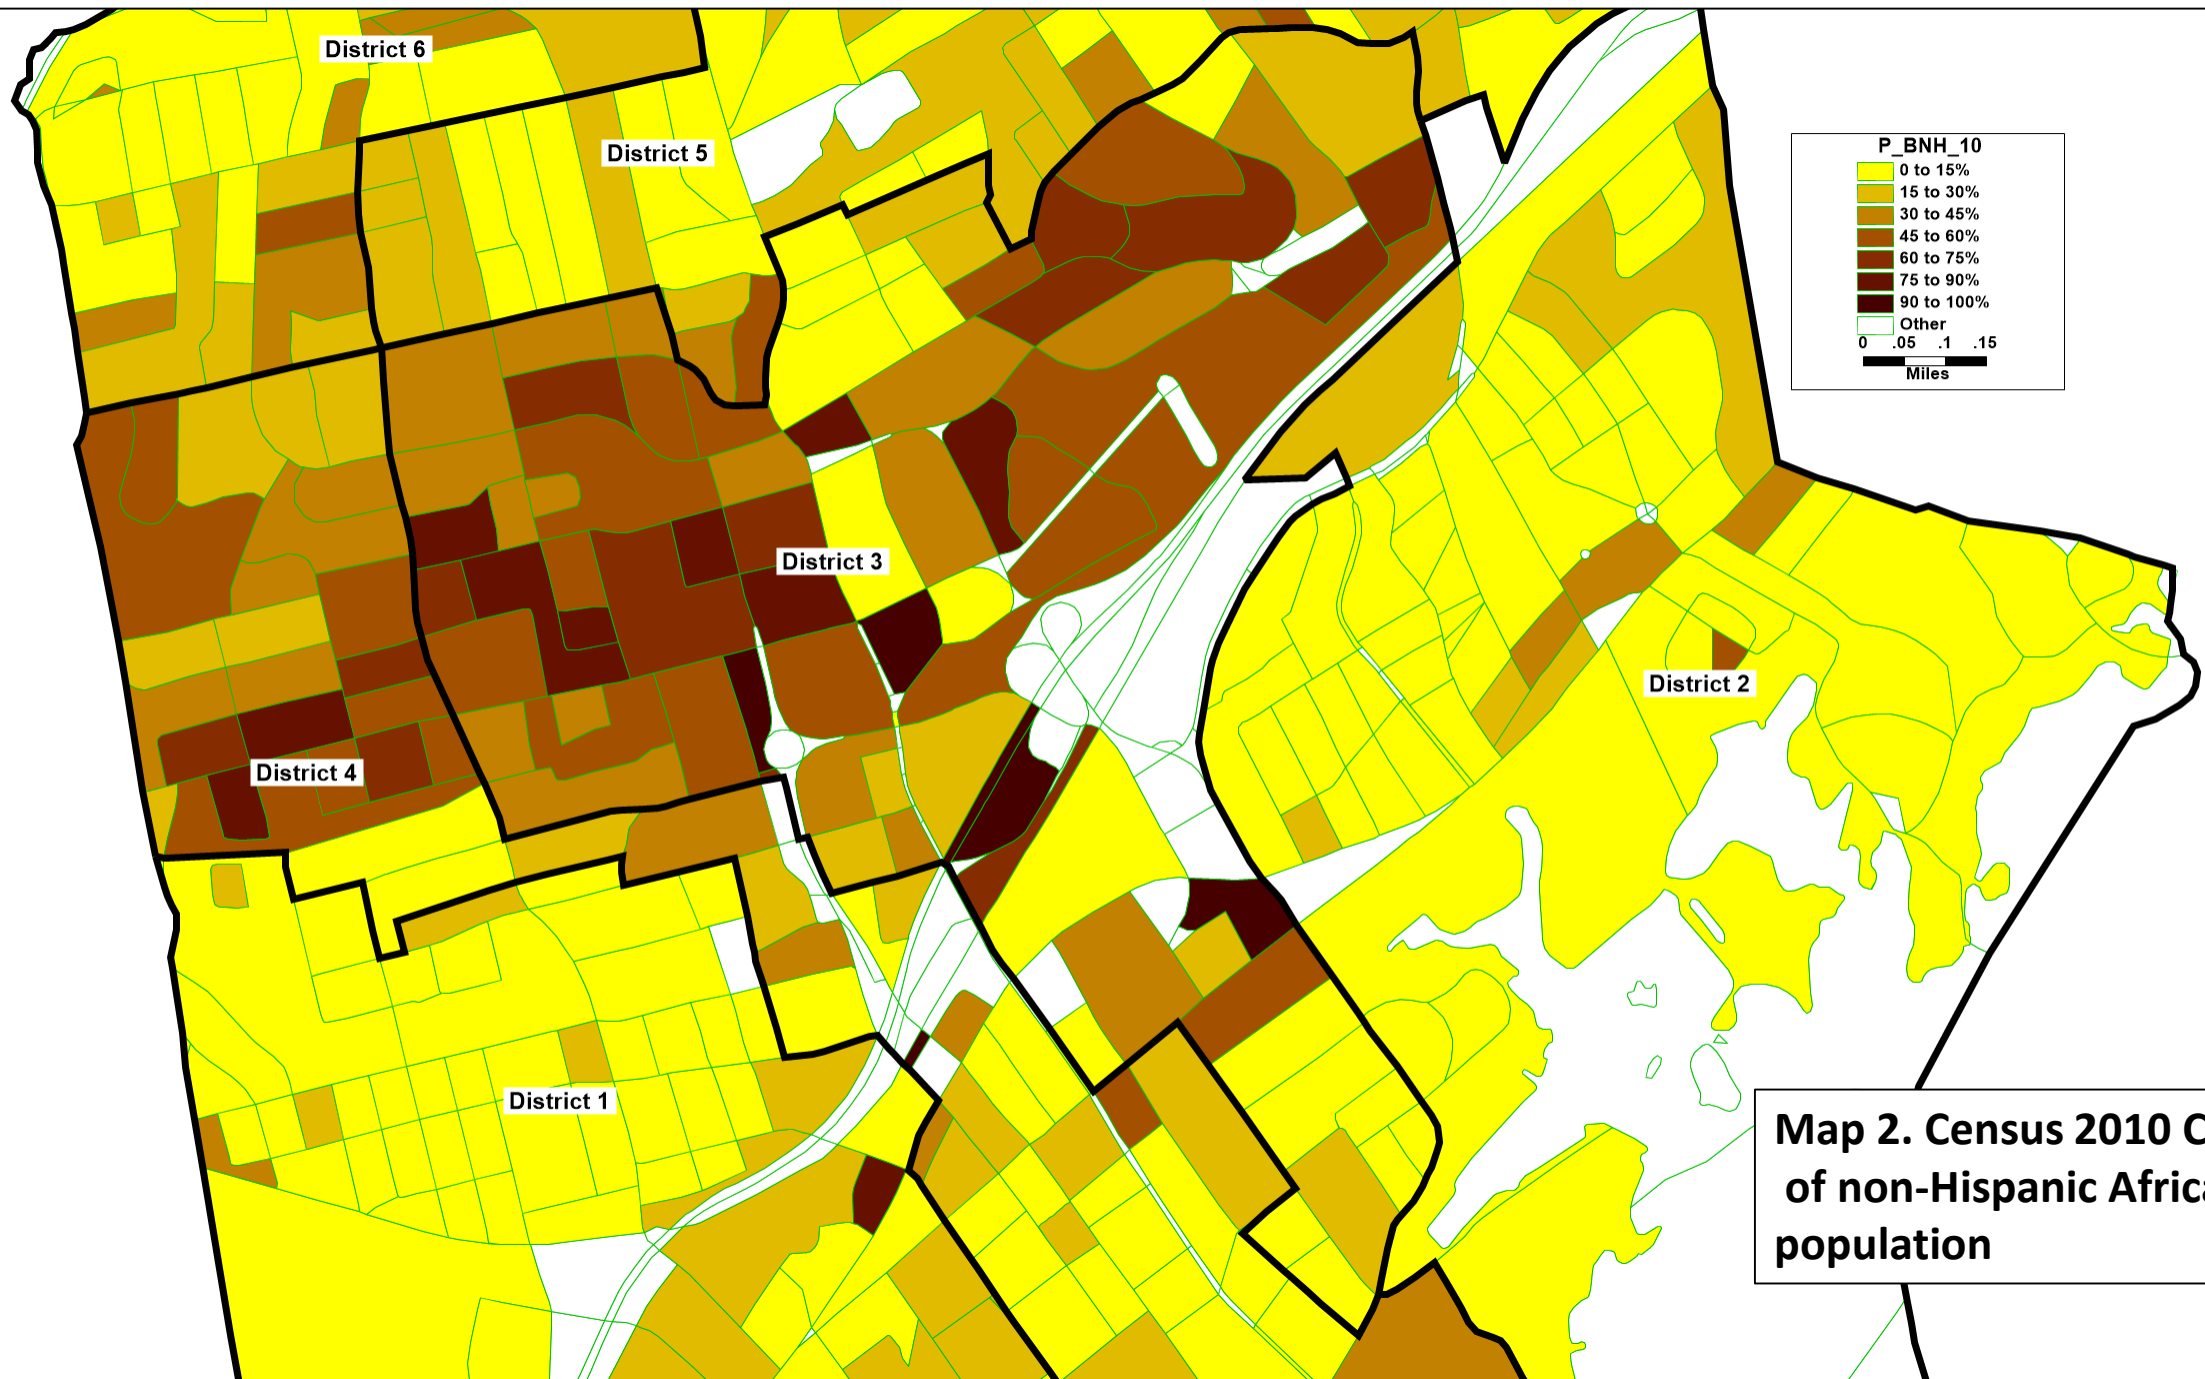 District 6
District 5
P_BNH_10
0 to 15%
15 to 30%
30 to 45%
45 to 60%
60 to 75%
75 to 90%
90 to 100%
Other
0 .05 .1 .15
Miles
District 3
District 2
District 4
District 1
Map 2. Census 2010 C
of non-Hispanic Africa
population